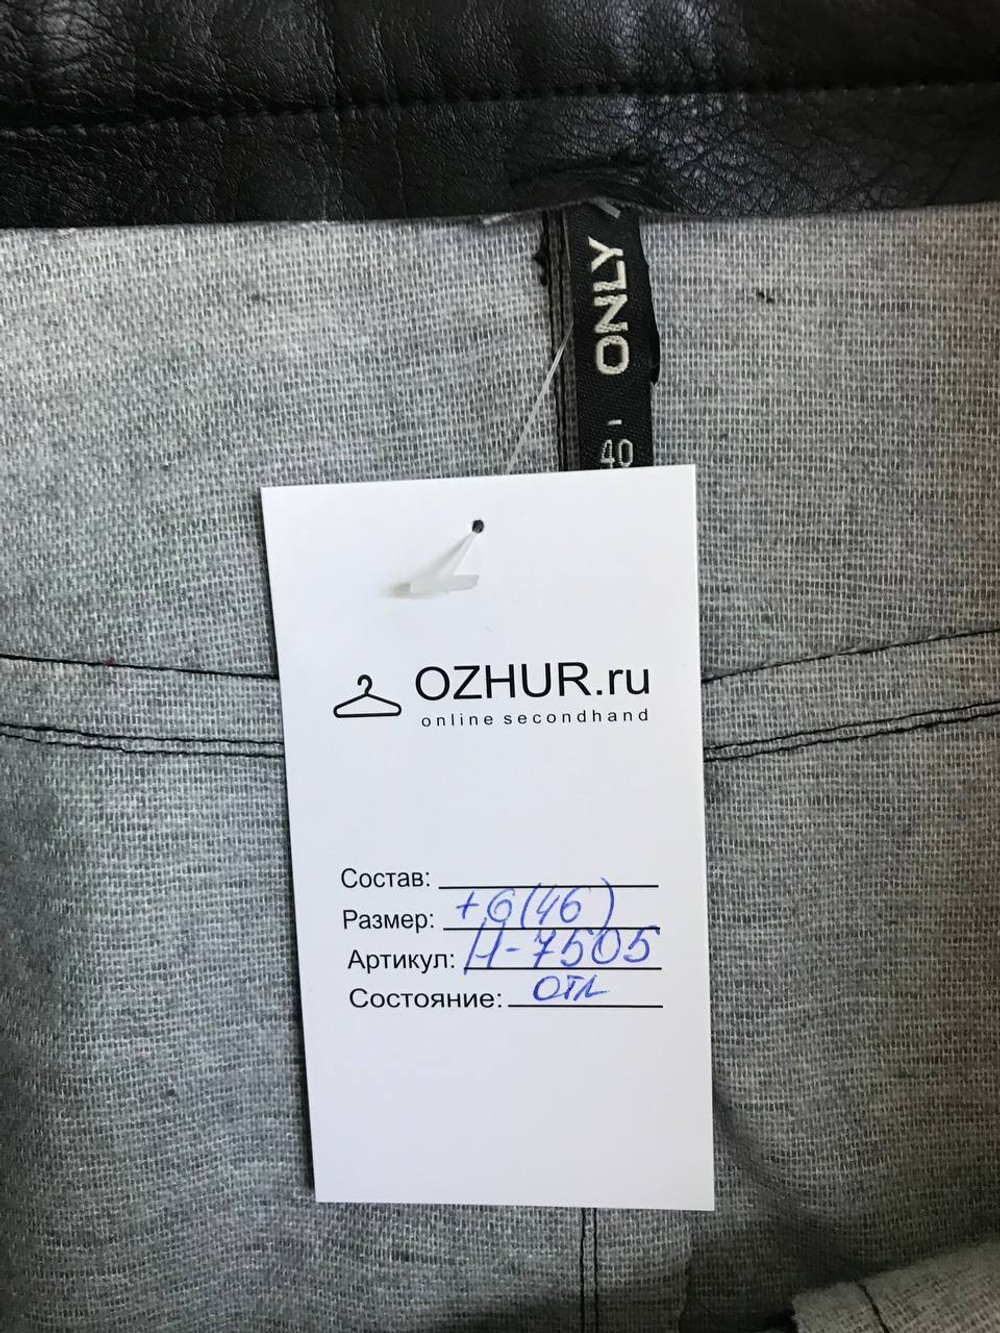 ONLY
40
OZHUR.ru
online secondhand
Состав:
Размер: +6(46)
Артикул: Н-7505
Состояние: отл